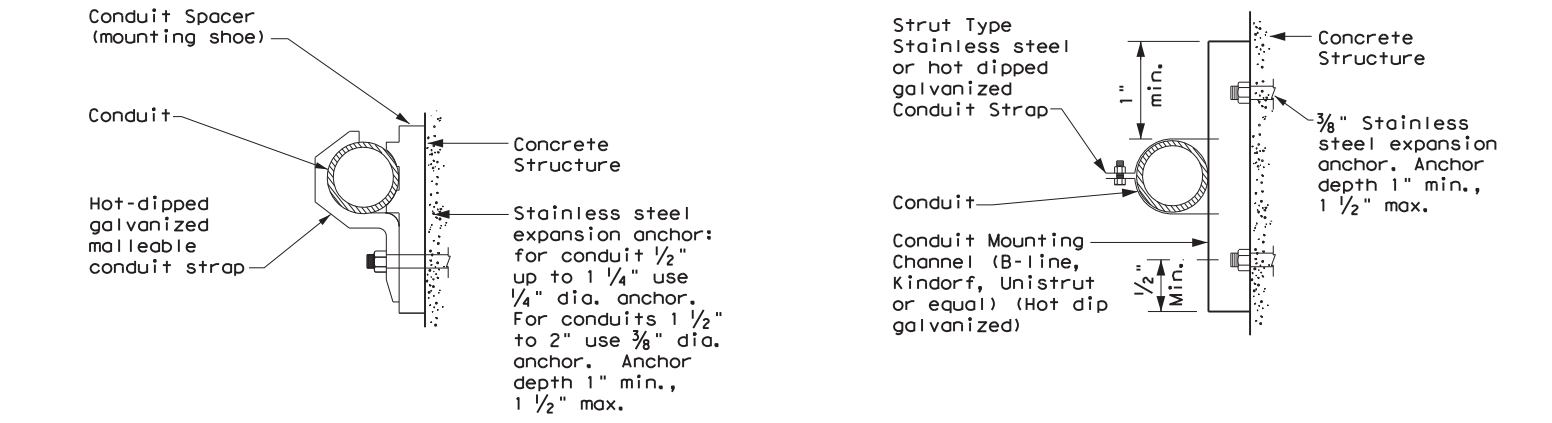 Conduit Spacer
(mounting shoe)
Conduit
Hot-dipped
galvanized
malleable
conduit strap
Concrete
Structure
Stainless steel
expansion anchor:
for conduit 1/2"
up to 1 1/4" use
1/4" dia. anchor.
For conduits 1 1/2"
to 2" use 3/8" dia.
anchor. Anchor
depth 1" min.,
1 1/2" max.
Strut Type
Stainless steel
or hot dipped
galvanized
Conduit Strap
1"
min.
Conduit
Conduit Mounting
Channel (B-line,
Kindorf, Unistrut
or equal) (Hot dip
galvanized)
1/2"
Min.
Concrete
Structure
3/8" Stainless
steel expansion
anchor. Anchor
depth 1" min.,
1 1/2" max.